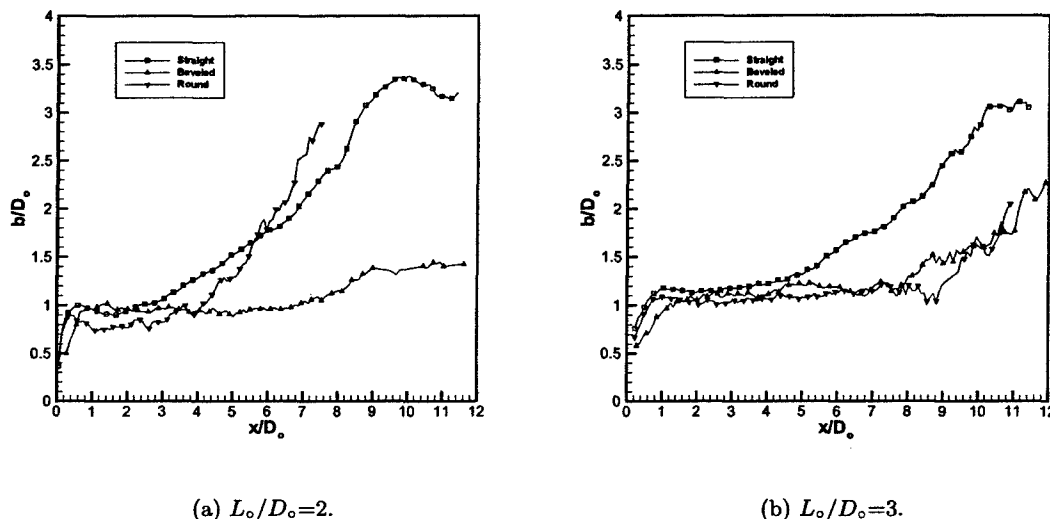 4
3.5
3
2.5
2
1.5
1
0.5
0
b/D₀
Straight
Beveled
Round
0 1 2 3 4 5 6 7 8 9 10 11 12
x/D₀
(a) L₀/D₀=2.
4
3.5
3
2.5
2
1.5
1
0.5
0
b/D₀
Straight
Beveled
Round
0 1 2 3 4 5 6 7 8 9 10 11 12
x/D₀
(b) L₀/D₀=3.